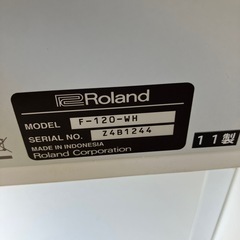 Roland
MODEL F-120-WH
SERIAL NO. Z4B1244
MADE IN INDONESIA
Roland Corporation
11製